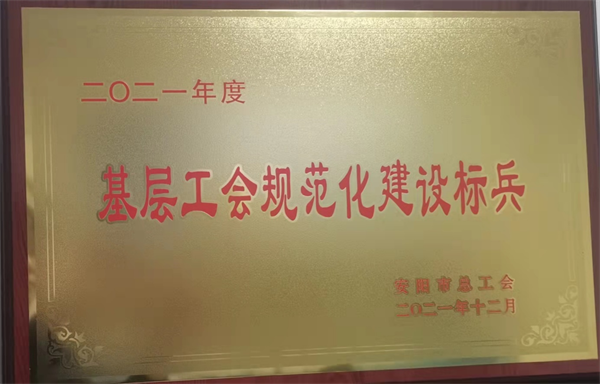 二〇二一年度
基层工会规范化建设标兵
市总工会
二〇二一年十二月